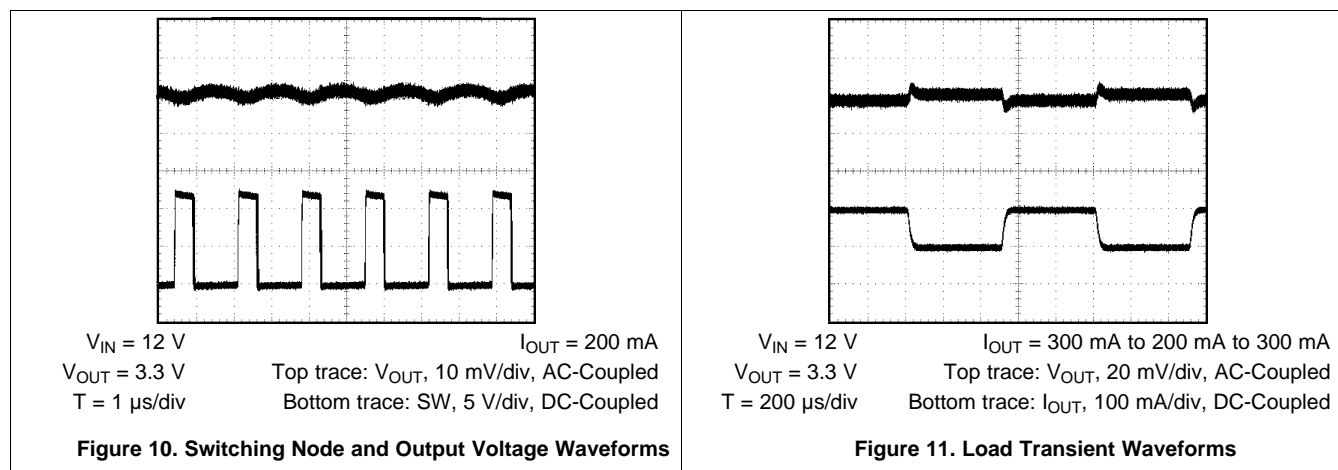 V_IN = 12 V
I_OUT = 200 mA
V_OUT = 3.3 V
Top trace: V_OUT, 10 mV/div, AC-Coupled
T = 1 µs/div
Bottom trace: SW, 5 V/div, DC-Coupled
Figure 10. Switching Node and Output Voltage Waveforms
V_IN = 12 V
I_OUT = 300 mA to 200 mA to 300 mA
V_OUT = 3.3 V
Top trace: V_OUT, 20 mV/div, AC-Coupled
T = 200 µs/div
Bottom trace: I_OUT, 100 mA/div, DC-Coupled
Figure 11. Load Transient Waveforms